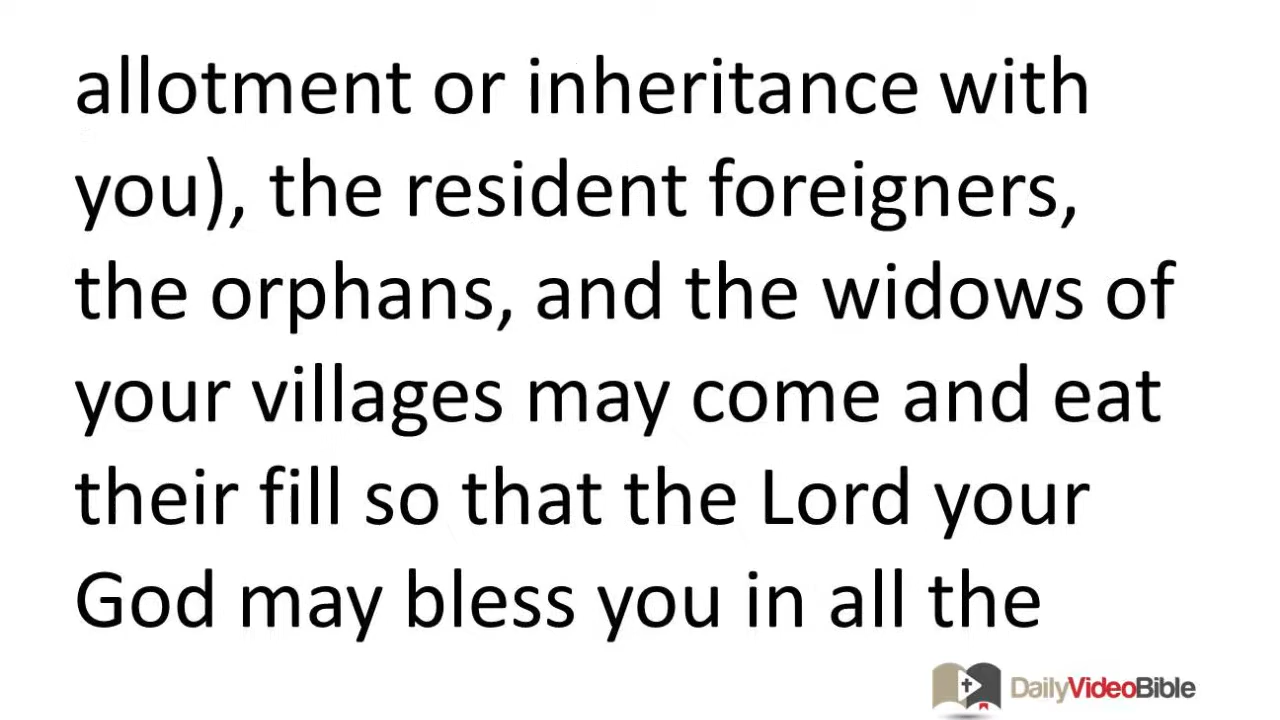 allotment or inheritance with
you), the resident foreigners,
the orphans, and the widows of
your villages may come and eat
their fill so that the Lord your
God may bless you in all the
DailyVideoBible